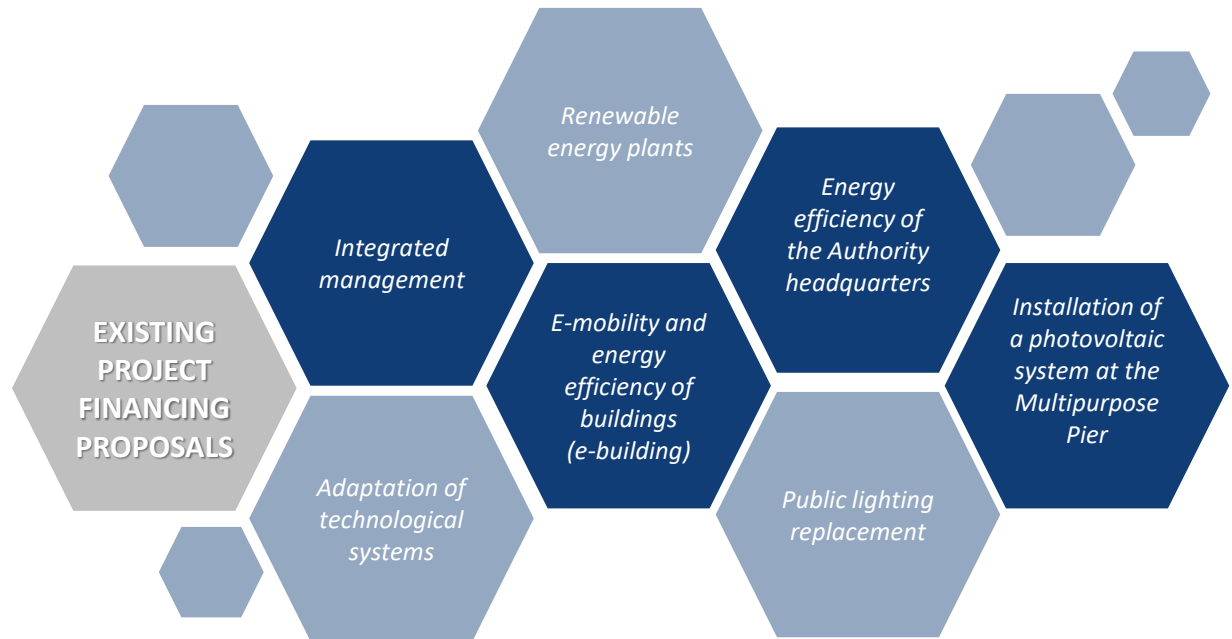 EXISTING
PROJECT
FINANCING
PROPOSALS
Integrated
management
Adaptation of
technological
systems
Renewable
energy plants
E-mobility and
energy
efficiency of
buildings
(e-building)
Energy
efficiency of
the Authority
headquarters
Public lighting
replacement
Installation of
a photovoltaic
system at the
Multipurpose
Pier